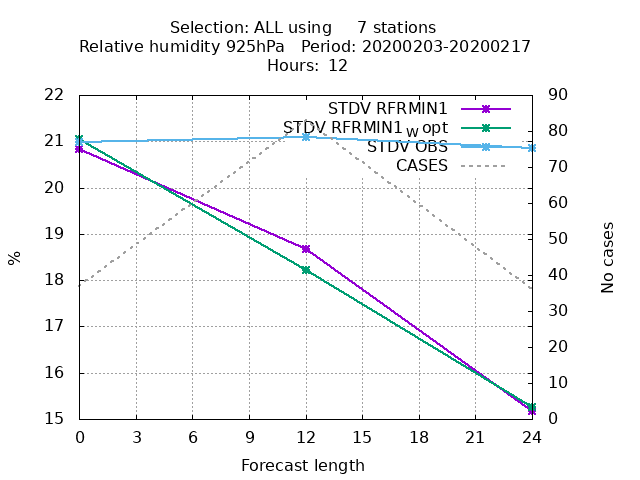 Selection: ALL using 7 stations
Relative humidity 925hPa Period: 20200203-20200217
Hours: 12
22 21 20 19 18 17 16 15
%
STDV RFRMIN1
STDV RFRMIN1_W opt
STDV OBS
CASES
90 80 70 60 50 40 30 20 10 0
No cases
0 3 6 9 12 15 18 21 24
Forecast length